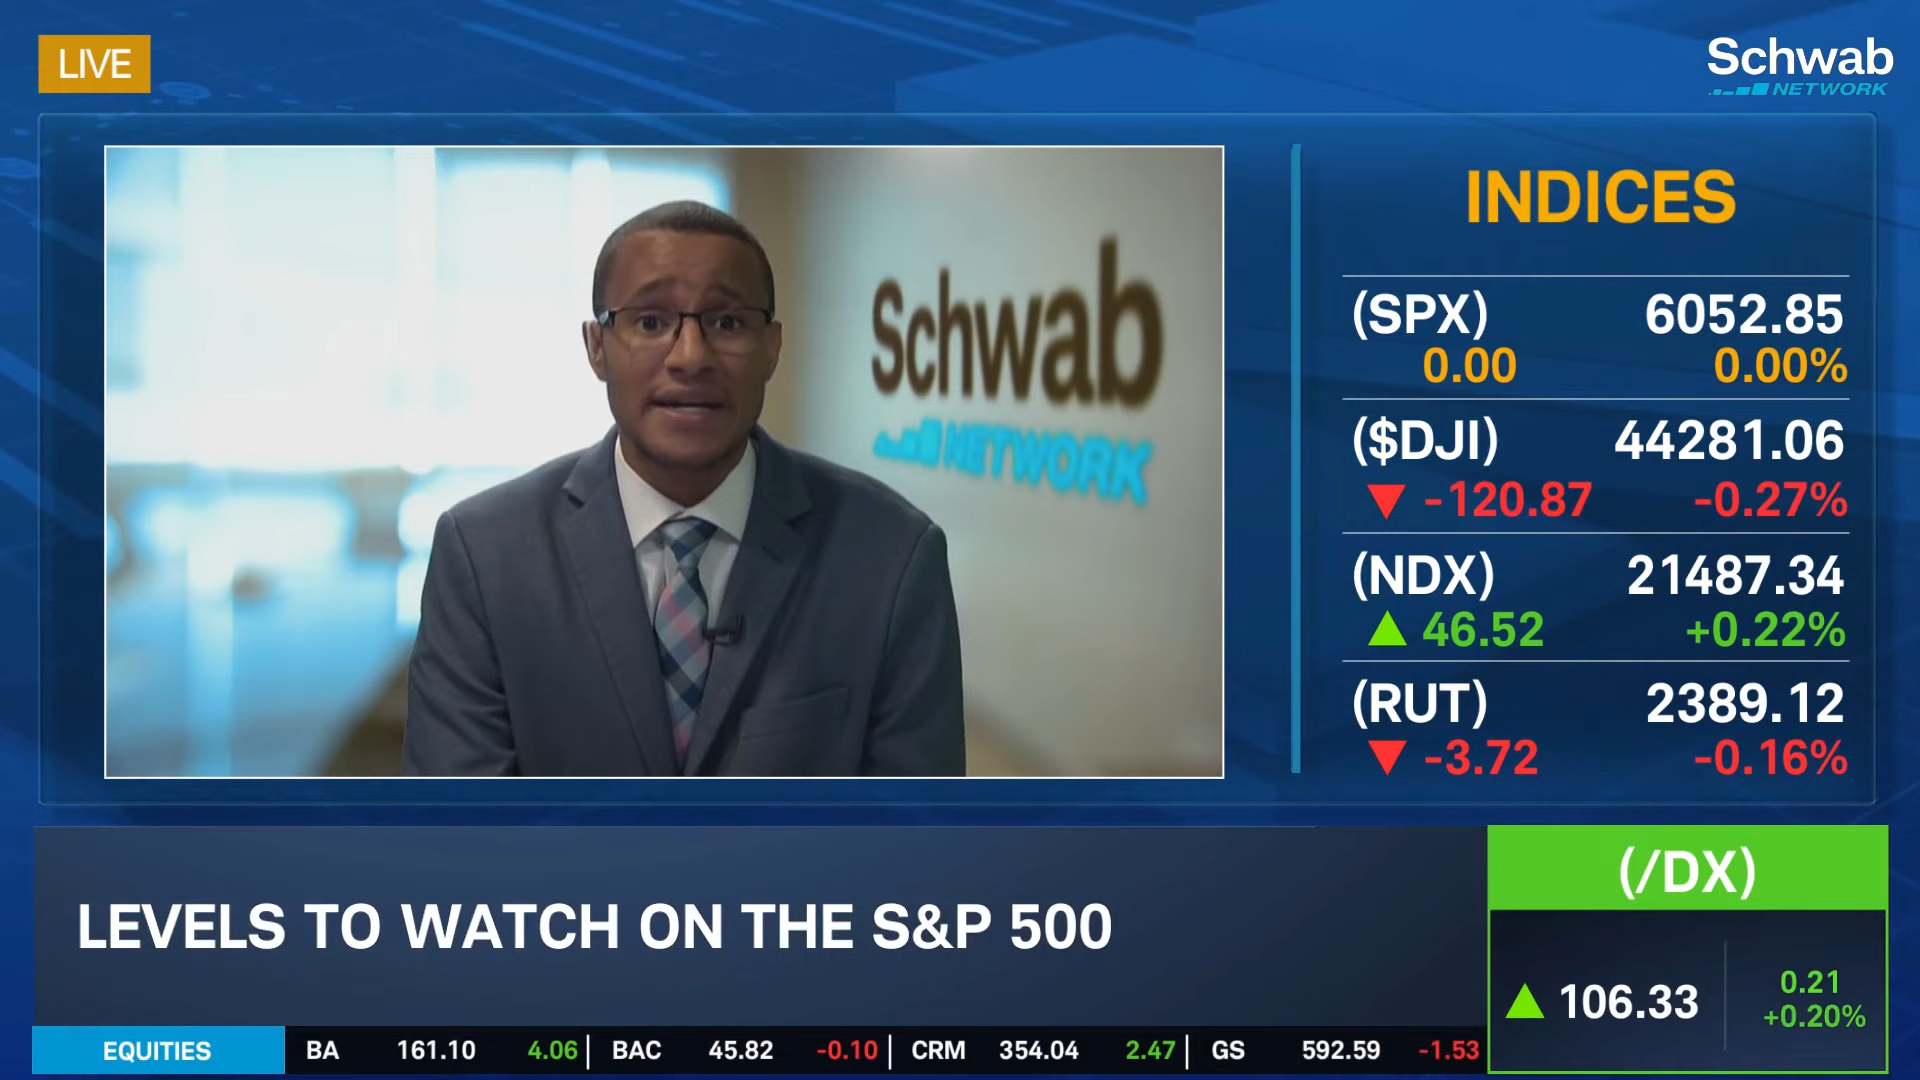 LIVE
Schwab
NETWORK
Schwab
NETWORK
INDICES
(SPX) 6052.85
0.00 0.00%
($DJI) 44281.06
▼ -120.87 -0.27%
(NDX) 21487.34
▲ 46.52 +0.22%
(RUT) 2389.12
▼ -3.72 -0.16%
LEVELS TO WATCH ON THE S&P 500
(/DX)
▲ 106.33 0.21
+0.20%
EQUITIES BA 161.10 4.06 | BAC 45.82 -0.10 | CRM 354.04 2.47 | GS 592.59 -1.53